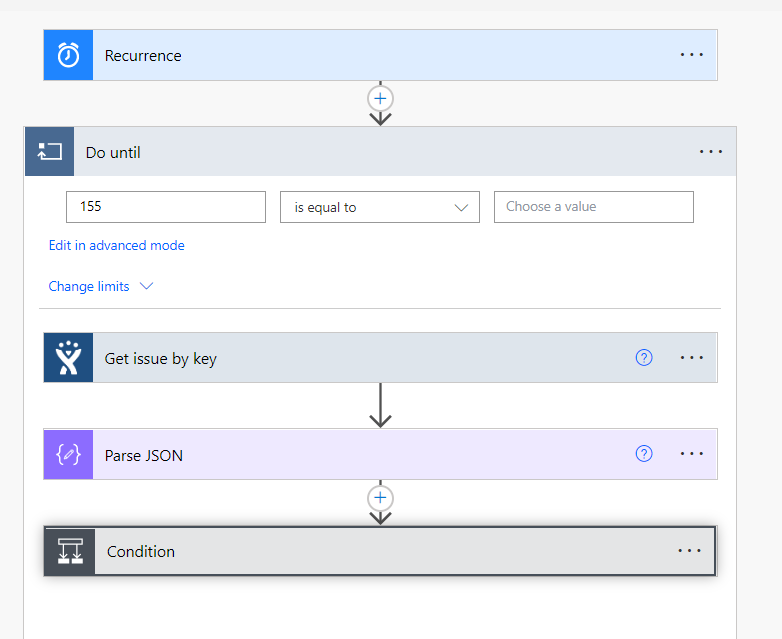 Recurrence
Do until
155
is equal to
Choose a value
Edit in advanced mode
Change limits
Get issue by key
Parse JSON
Condition